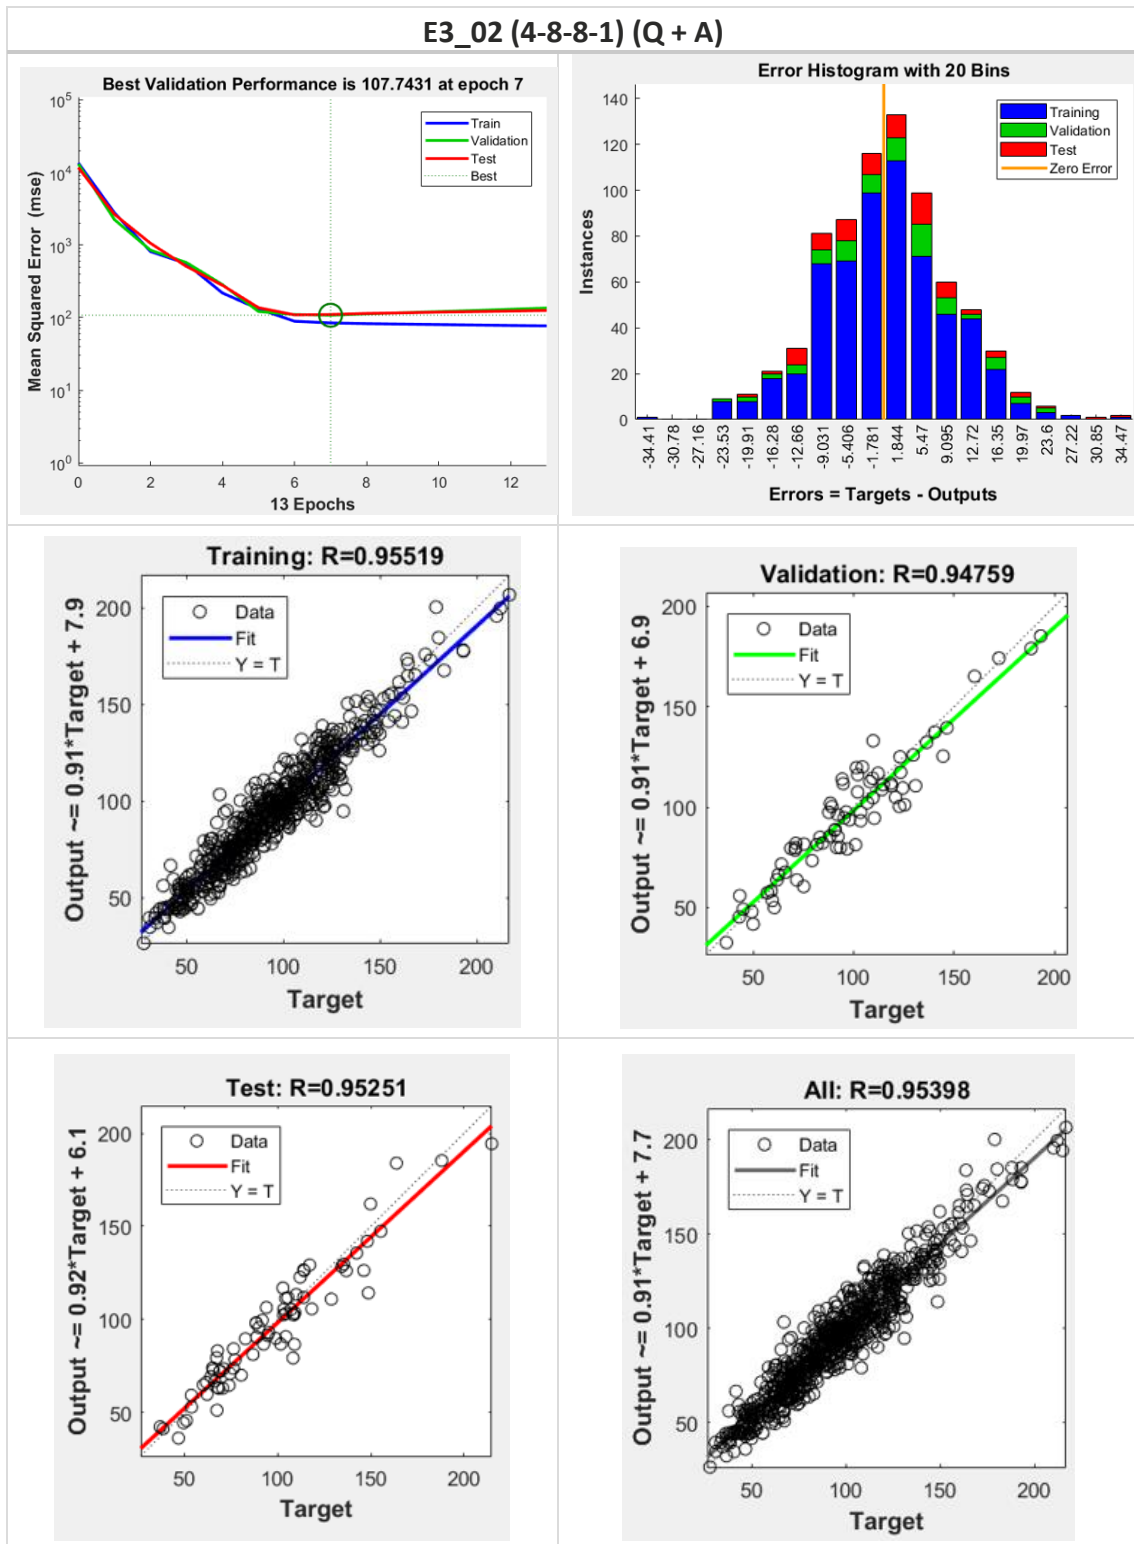 E3_02 (4-8-8-1) (Q + A)
Best Validation Performance is 107.7431 at epoch 7
Mean Squared Error (mse)
10^5
10^4
10^3
10^2
10^1
10^0
Train
Validation
Test
Best
0 2 4 6 8 10 12
13 Epochs
Error Histogram with 20 Bins
Instances
140
120
100
80
60
40
20
0
Training
Validation
Test
Zero Error
-34.41
-30.78
-27.16
-23.53
-19.91
-16.28
-12.66
-9.031
-5.406
-1.781
1.844
5.47
9.095
12.72
16.35
19.97
23.6
27.22
30.85
34.47
Errors = Targets - Outputs
Training: R=0.95519
Output ~= 0.91*Target + 7.9
200
150
100
50
Data
Fit
Y = T
50 100 150 200
Target
Validation: R=0.94759
Output ~= 0.91*Target + 6.9
200
150
100
50
Data
Fit
Y = T
50 100 150 200
Target
Test: R=0.95251
Output ~= 0.92*Target + 6.1
200
150
100
50
Data
Fit
Y = T
50 100 150 200
Target
All: R=0.95398
Output ~= 0.91*Target + 7.7
200
150
100
50
Data
Fit
Y = T
50 100 150 200
Target